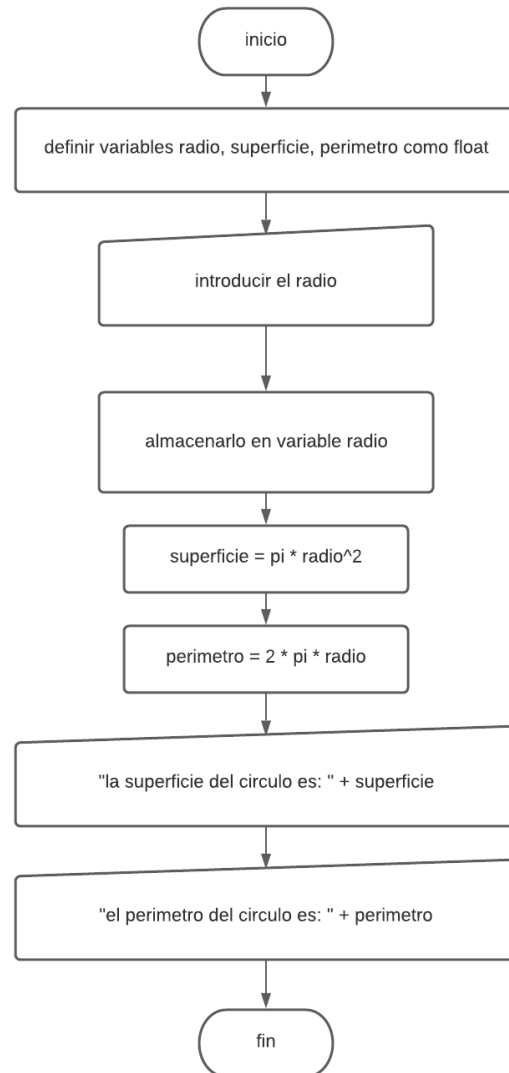 inicio
definir variables radio, superficie, perimetro como float
introducir el radio
almacenarlo en variable radio
superficie = pi * radio^2
perimetro = 2 * pi * radio
"la superficie del circulo es: " + superficie
"el perimetro del circulo es: " + perimetro
fin